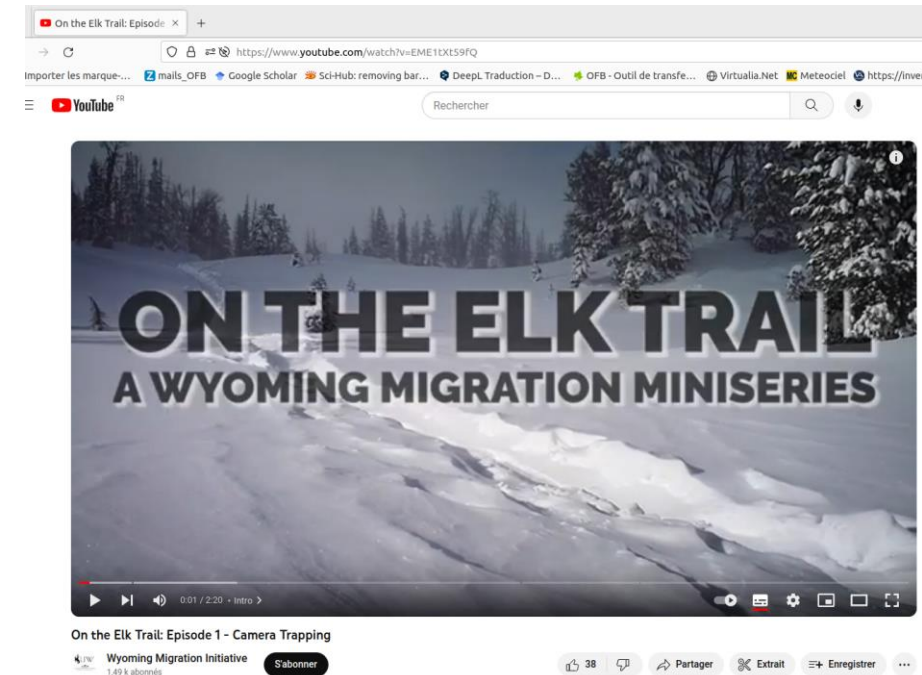 On the Elk Trail: Episode
https://www.youtube.com/watch?v=EME1tXtS9fQ
Importer les marque-... mails_OFB Google Scholar Sci-Hub: removing bar... DeepL Traduction – D... OFB - Outil de transfe... Virtualia.Net MC Meteociel https://inve
YouTube FR
Rechercher
ON THE ELK TRAIL
A WYOMING MIGRATION MINISERIES
0:01 / 2:20 • Intro
On the Elk Trail: Episode 1 - Camera Trapping
Wyoming Migration Initiative
1.49 k abonnés
S'abonner
38
Partager
Extrait
Enregistrer